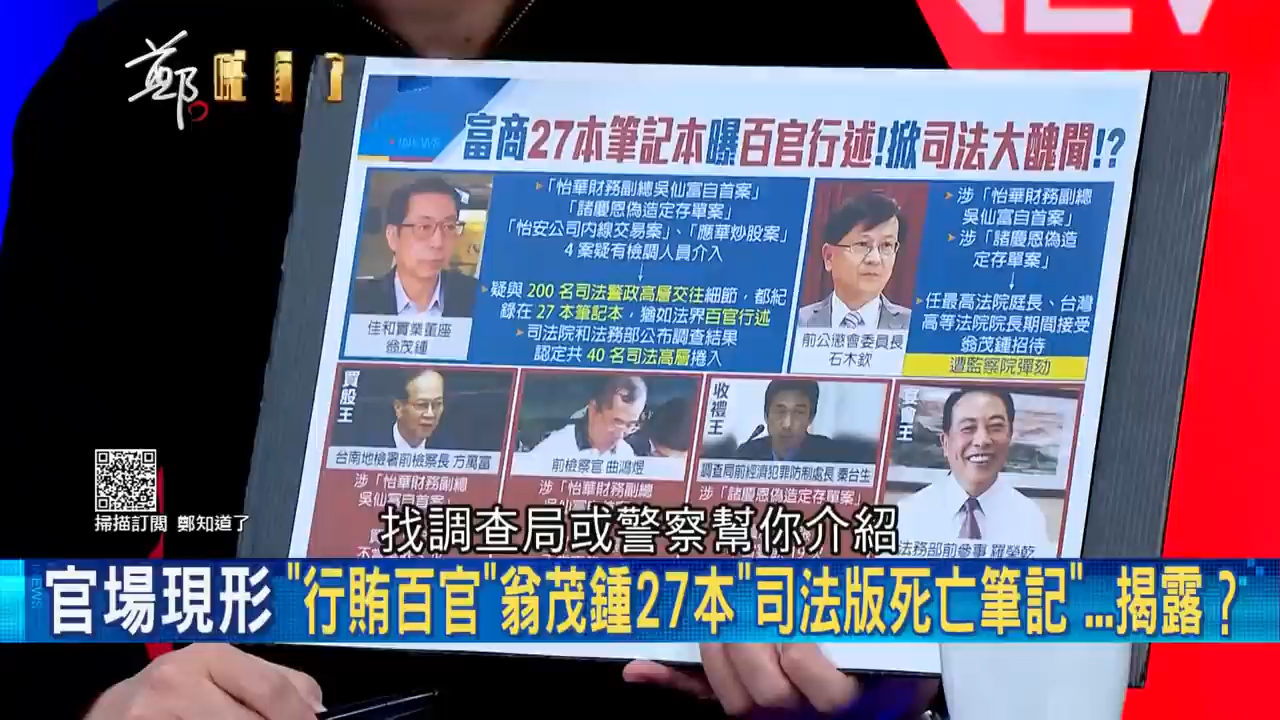 鄭知道了
NEWS
富商27本筆記本曝百官行述!掀司法大醜聞!?
▸「怡華財務副總吳仙富自首案」
「諸慶恩偽造定存單案」
「怡安公司內線交易案」、「應華炒股案」
4案疑有檢調人員介入
↓
▸疑與200名司法警政高層交往細節,都紀
錄在27本筆記本,猶如法界百官行述
▸司法院和法務部公布調查結果
認定共40名司法高層捲入
佳和實業董座
翁茂鍾
▸涉「怡華財務副總
吳仙富自首案」
▸涉「諸慶恩偽造
定存單案」
↓
▸任最高法院庭長、台灣
高等法院院長期間接受
翁茂鍾招待
遭監察院彈劾
前公懲會委員長
石木欽
買股王
台南地檢署前檢察長 方萬富
涉「怡華財務副總
吳仙富自首案」
前檢察官 曲鴻煜
涉「怡華財務副總
收禮王
調查局前經濟犯罪防制處長 秦台生
涉「諸慶恩偽造定存單案」
宴會王
法務部前參事 羅榮乾
掃描訂閱 鄭知道了
找調查局或警察幫你介紹
NEWS
官場現形 "行賄百官"翁茂鍾27本"司法版死亡筆記"...揭露?